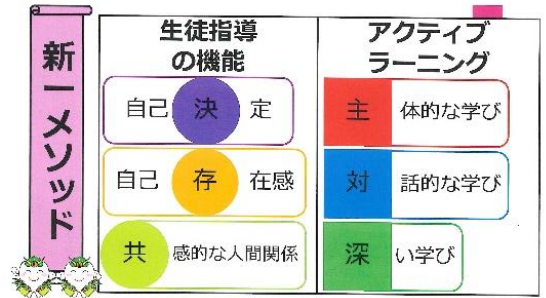 新一メソッド
生徒指導
の機能
自己決定
自己存在感
共感的な人間関係
アクティブ
ラーニング
主体的な学び
対話的な学び
深い学び